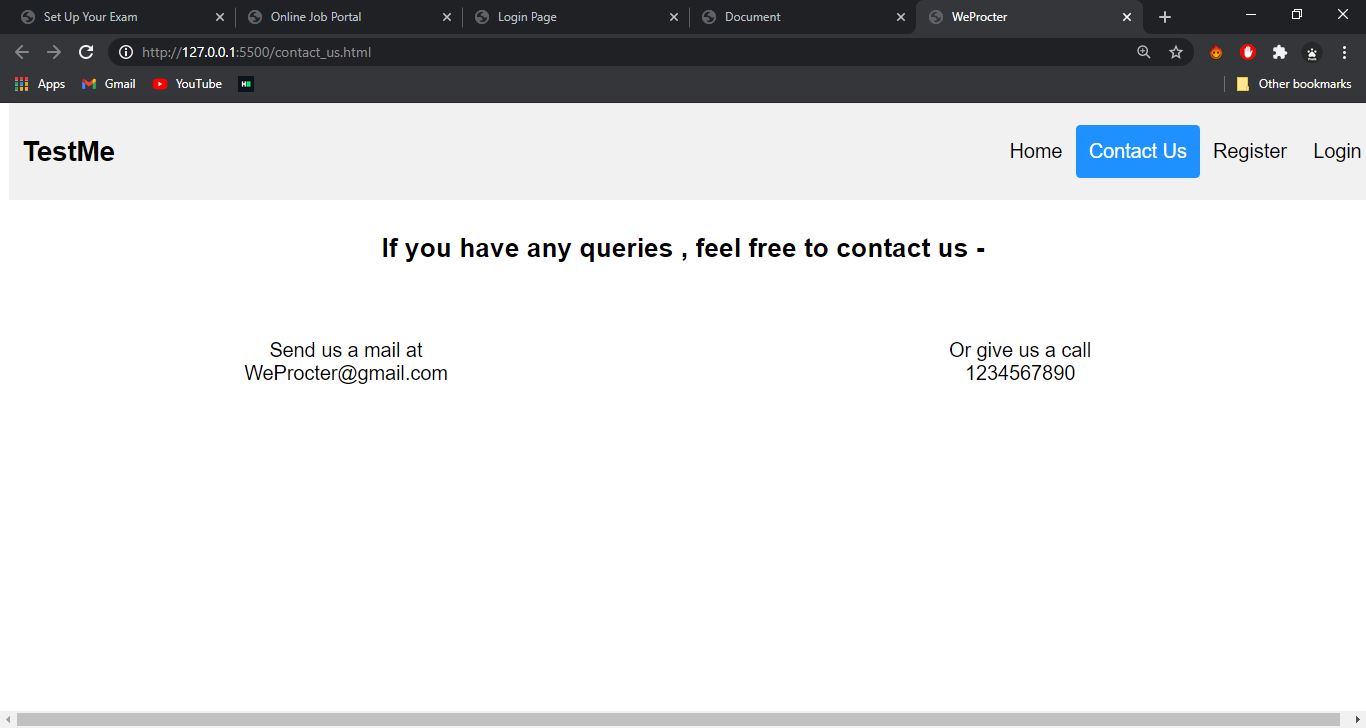 Set Up Your Exam Online Job Portal Login Page Document WeProcter
http://127.0.0.1:5500/contact_us.html
Apps Gmail YouTube Other bookmarks
TestMe Home Contact Us Register Login
If you have any queries , feel free to contact us -
Send us a mail at Or give us a call
WeProcter@gmail.com 1234567890